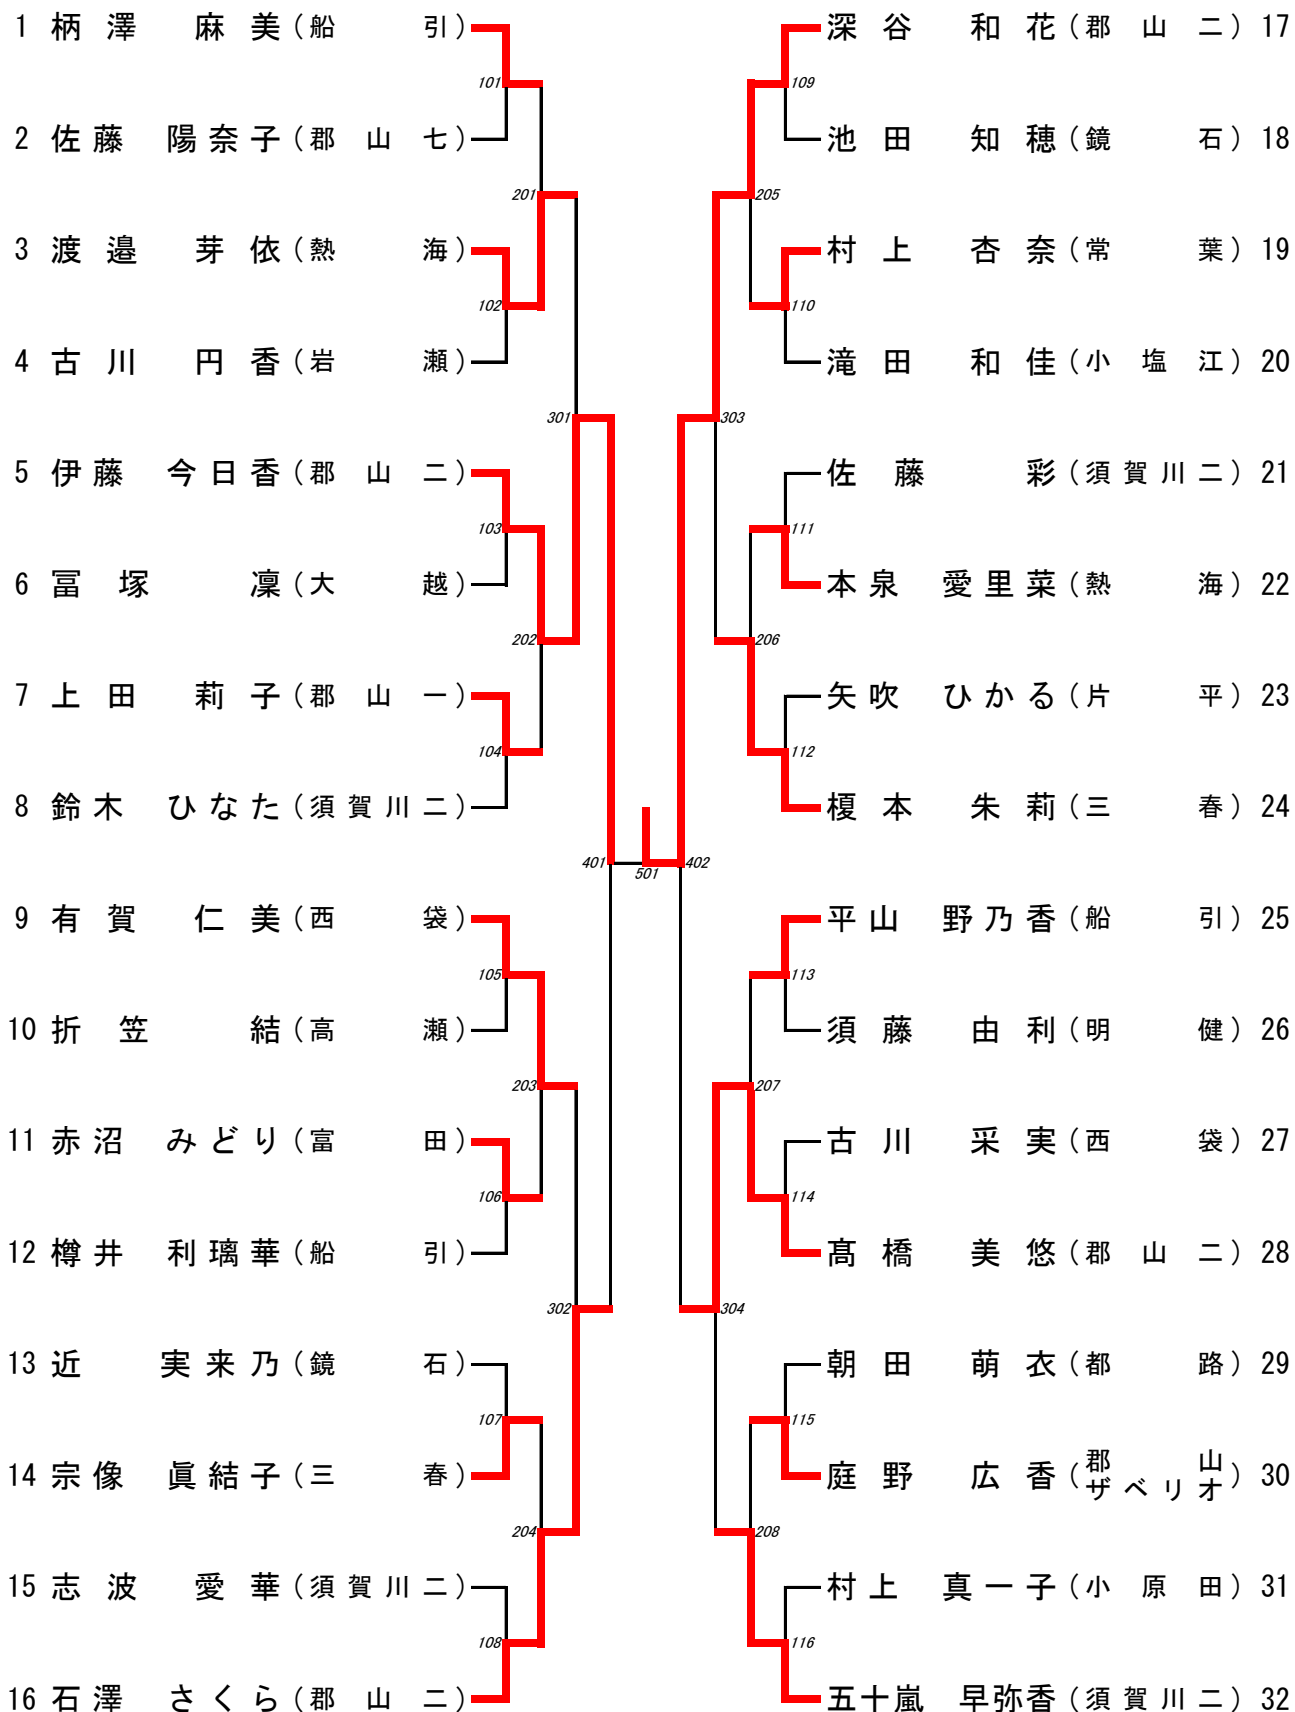 1 柄澤 麻美(船引)
深谷 和花(郡山二) 17
101
109
2 佐藤 陽奈子(郡山七)
池田 知穂(鏡石) 18
201
205
3 渡邉 芽依(熱海)
村上 杏奈(常葉) 19
102
110
4 古川 円香(岩瀬)
滝田 和佳(小塩江) 20
301
303
5 伊藤 今日香(郡山二)
佐藤 彩(須賀川二) 21
103
111
6 冨塚 凜(大越)
本泉 愛里菜(熱海) 22
202
206
7 上田 莉子(郡山一)
矢吹 ひかる(片平) 23
104
112
8 鈴木 ひなた(須賀川二)
榎本 朱莉(三春) 24
401
501
402
9 有賀 仁美(西袋)
平山 野乃香(船引) 25
105
113
10 折笠 結(高瀬)
須藤 由利(明健) 26
203
207
11 赤沼 みどり(富田)
古川 采実(西袋) 27
106
114
12 樽井 利璃華(船引)
髙橋 美悠(郡山二) 28
302
304
13 近 実来乃(鏡石)
朝田 萌衣(都路) 29
107
115
14 宗像 眞結子(三春)
庭野 広香(郡山ザベリオ) 30
204
208
15 志波 愛華(須賀川二)
村上 真一子(小原田) 31
108
116
16 石澤 さくら(郡山二)
五十嵐 早弥香(須賀川二) 32